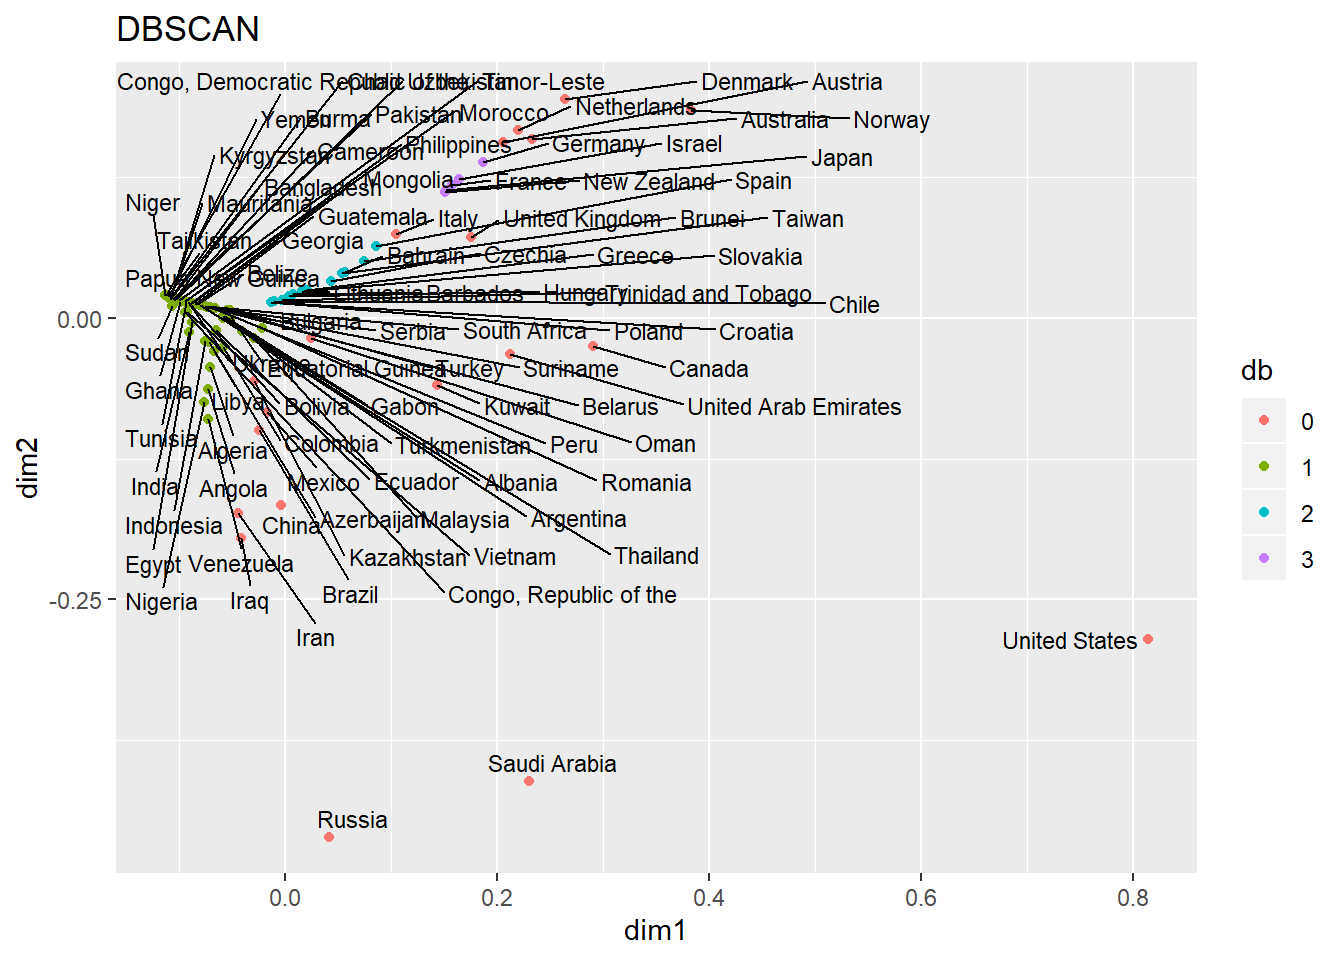 DBSCAN
Congo, Democratic Republic of the
Chad
Uzbekistan
Timor-Leste
Denmark
Austria
Yemen
Burma
Pakistan
Morocco
Netherlands
Australia
Norway
Kyrgyzstan
Cameroon
Philippines
Germany
Israel
Japan
Bangladesh
Mongolia
France
New Zealand
Spain
Niger
Mauritania
Guatemala
Italy
United Kingdom
Brunei
Taiwan
Tajikistan
Georgia
Bahrain
Czechia
Greece
Slovakia
Papua New Guinea
Belize
Lithuania
Barbados
Hungary
Trinidad and Tobago
Chile
0.00
Bulgaria
Serbia
South Africa
Poland
Croatia
Sudan
Ukraine
Equatorial Guinea
Turkey
Suriname
Canada
db
Ghana
Libya
Bolivia
Gabon
Kuwait
Belarus
United Arab Emirates
0
Tunisia
Algeria
Colombia
Turkmenistan
Peru
Oman
1
dim2
India
Angola
Mexico
Ecuador
Albania
Romania
2
Indonesia
China
Azerbaijan
Malaysia
Argentina
Egypt
Venezuela
Kazakhstan
Vietnam
Thailand
3
Nigeria
Iraq
Brazil
Congo, Republic of the
-0.25
Iran
United States
Saudi Arabia
Russia
0.0
0.2
0.4
0.6
0.8
dim1